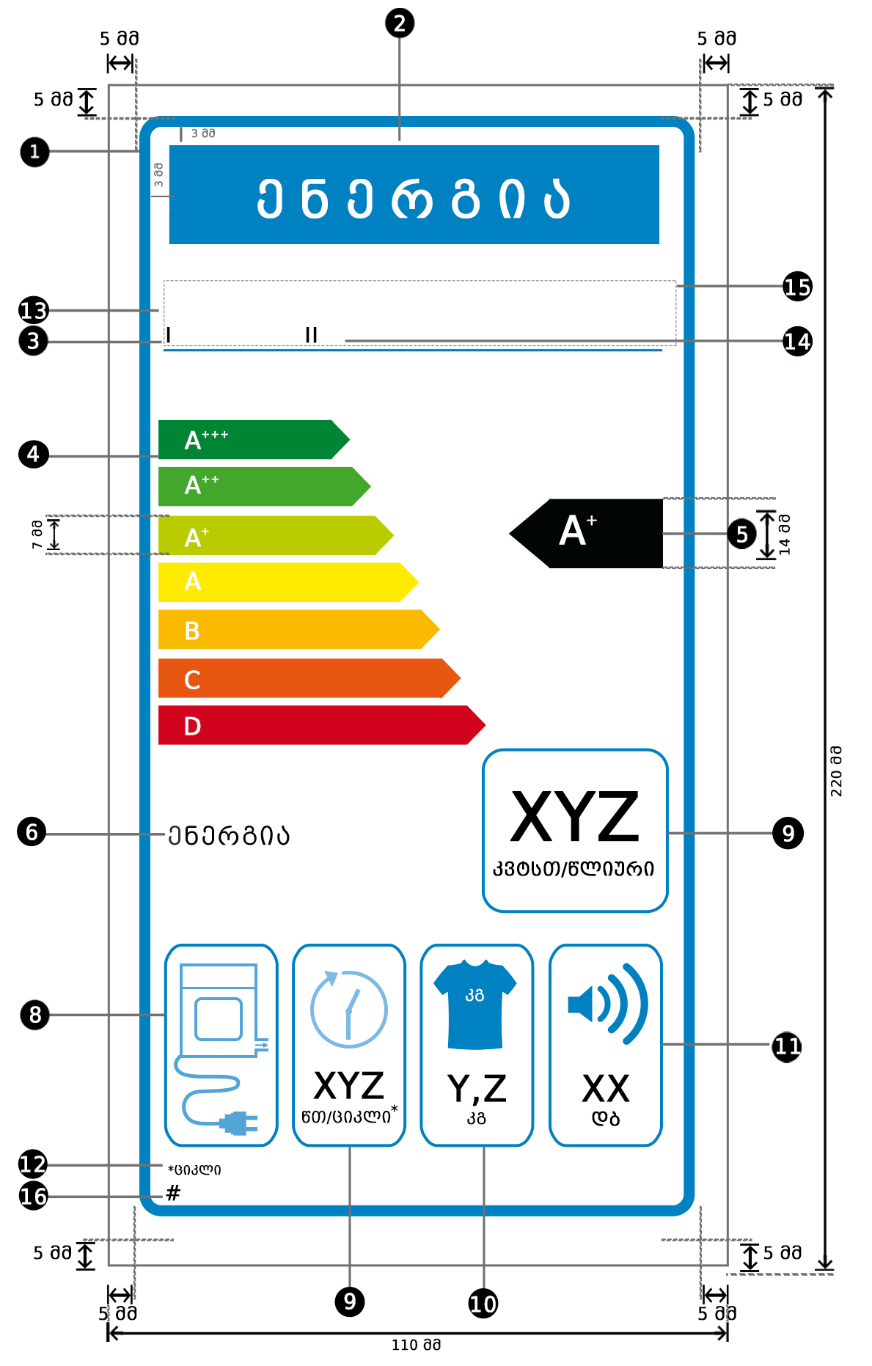 2
5 მმ 5 მმ
5 მმ 5 მმ
1
3 მმ
3 მმ
ენერგია
15
13
I II
3 14
A+++
4
A++
7 მმ
A+
A+
5
14 მმ
A
B
C
D
220 მმ
XYZ
6
ენერგია
9
კვტსთ/წლიური
8
კგ
11
XYZ Y,Z XX
წთ/ციკლი* კგ დბ
12
*ციკლი
16
#
5 მმ 5 მმ
9 10
5 მმ 5 მმ
110 მმ